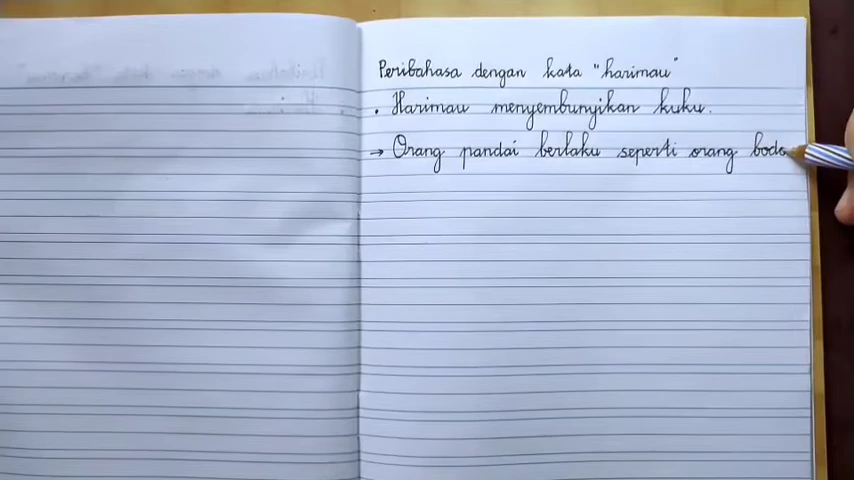 Peribahasa dengan kata "harimau"
• Harimau menyembunyikan kuku.
→ Orang pandai berlaku seperti orang bodo